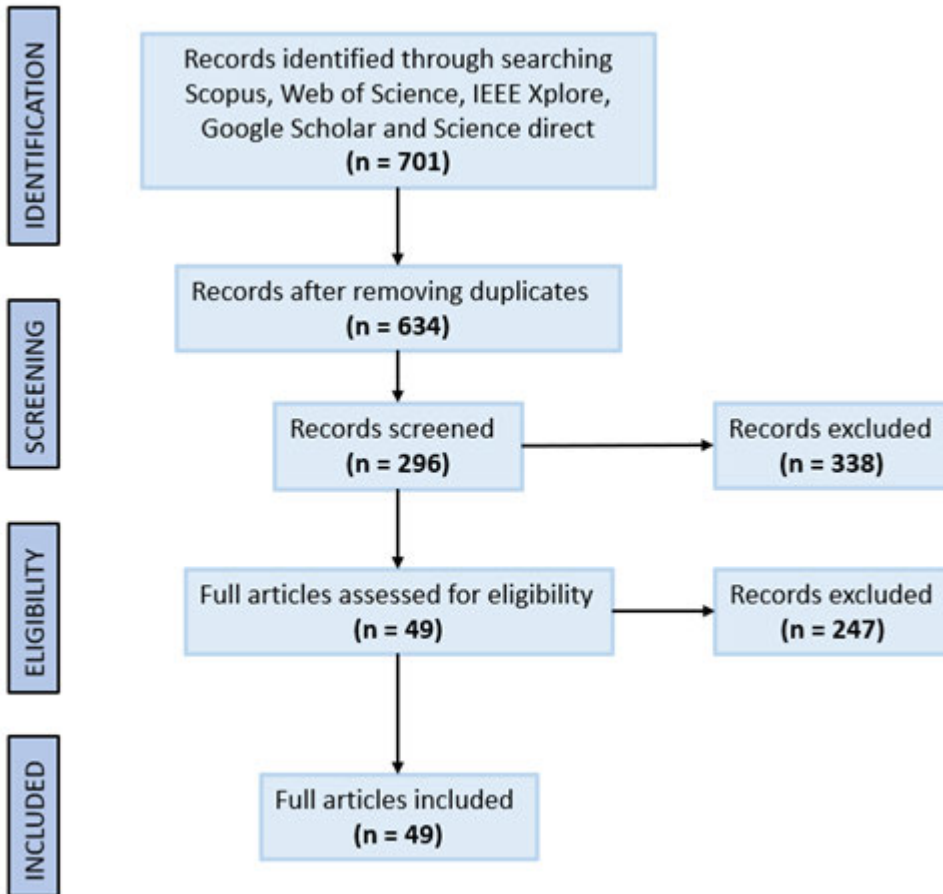 IDENTIFICATION
Records identified through searching
Scopus, Web of Science, IEEE Xplore,
Google Scholar and Science direct
(n = 701)
SCREENING
Records after removing duplicates
(n = 634)
Records screened
(n = 296)
Records excluded
(n = 338)
ELIGIBILITY
Full articles assessed for eligibility
(n = 49)
Records excluded
(n = 247)
INCLUDED
Full articles included
(n = 49)